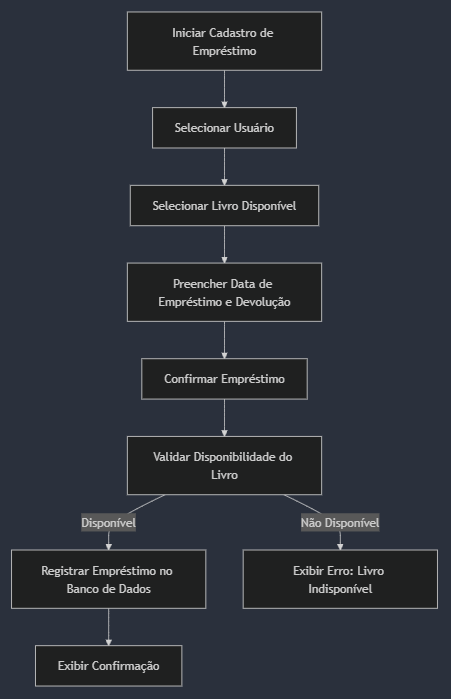 Iniciar Cadastro de
Empréstimo
Selecionar Usuário
Selecionar Livro Disponível
Preencher Data de
Empréstimo e Devolução
Confirmar Empréstimo
Validar Disponibilidade do
Livro
Disponível
Não Disponível
Registrar Empréstimo no
Banco de Dados
Exibir Erro: Livro
Indisponível
Exibir Confirmação